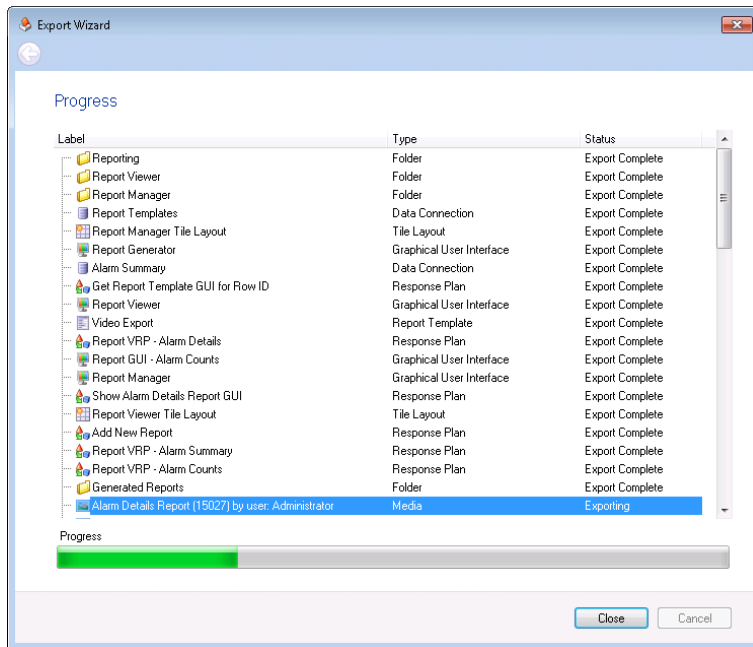 Export Wizard
Progress
Label Type Status
Reporting Folder Export Complete
Report Viewer Folder Export Complete
Report Manager Folder Export Complete
Report Templates Data Connection Export Complete
Report Manager Tile Layout Tile Layout Export Complete
Report Generator Graphical User Interface Export Complete
Alarm Summary Data Connection Export Complete
Get Report Template GUI for Row ID Response Plan Export Complete
Report Viewer Graphical User Interface Export Complete
Video Export Report Template Export Complete
Report VRP - Alarm Details Response Plan Export Complete
Report GUI - Alarm Counts Graphical User Interface Export Complete
Report Manager Graphical User Interface Export Complete
Show Alarm Details Report GUI Response Plan Export Complete
Report Viewer Tile Layout Tile Layout Export Complete
Add New Report Response Plan Export Complete
Report VRP - Alarm Summary Response Plan Export Complete
Report VRP - Alarm Counts Response Plan Export Complete
Generated Reports Folder Export Complete
Alarm Details Report (15027) by user: Administrator Media Exporting
Progress
Close Cancel